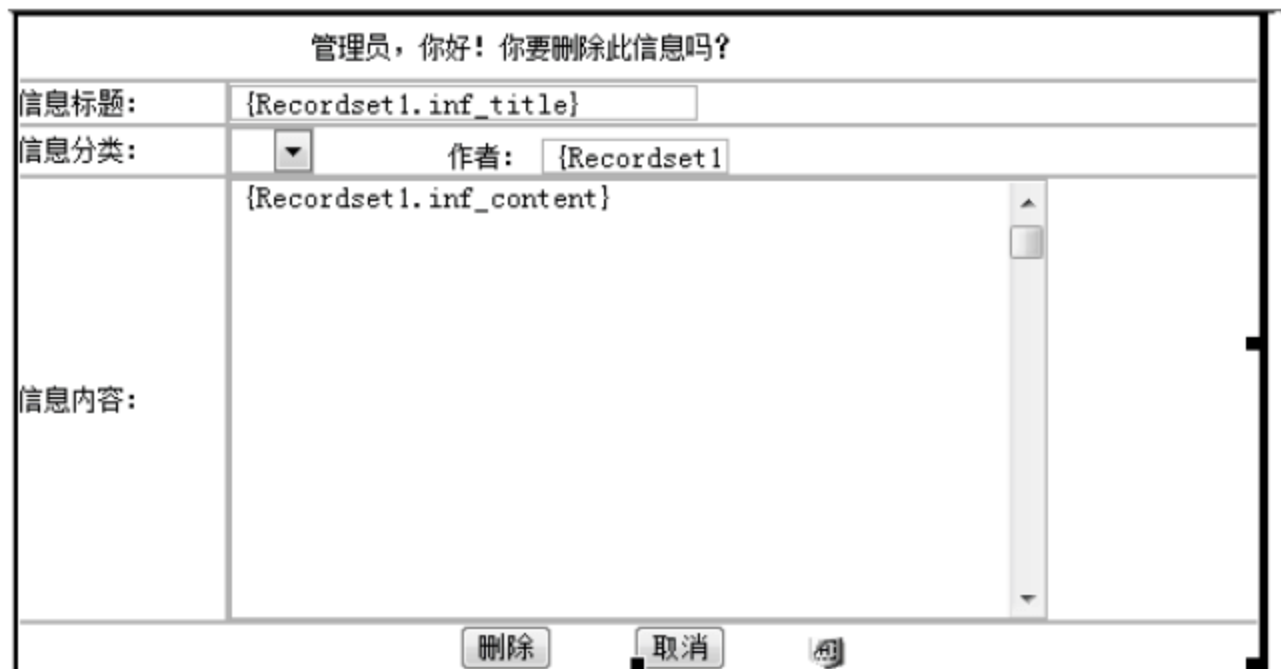 管理员，你好！你要删除此信息吗？
信息标题： {Recordset1.inf_title}
信息分类： 作者： {Recordset1
{Recordset1.inf_content}
信息内容：
删除 取消